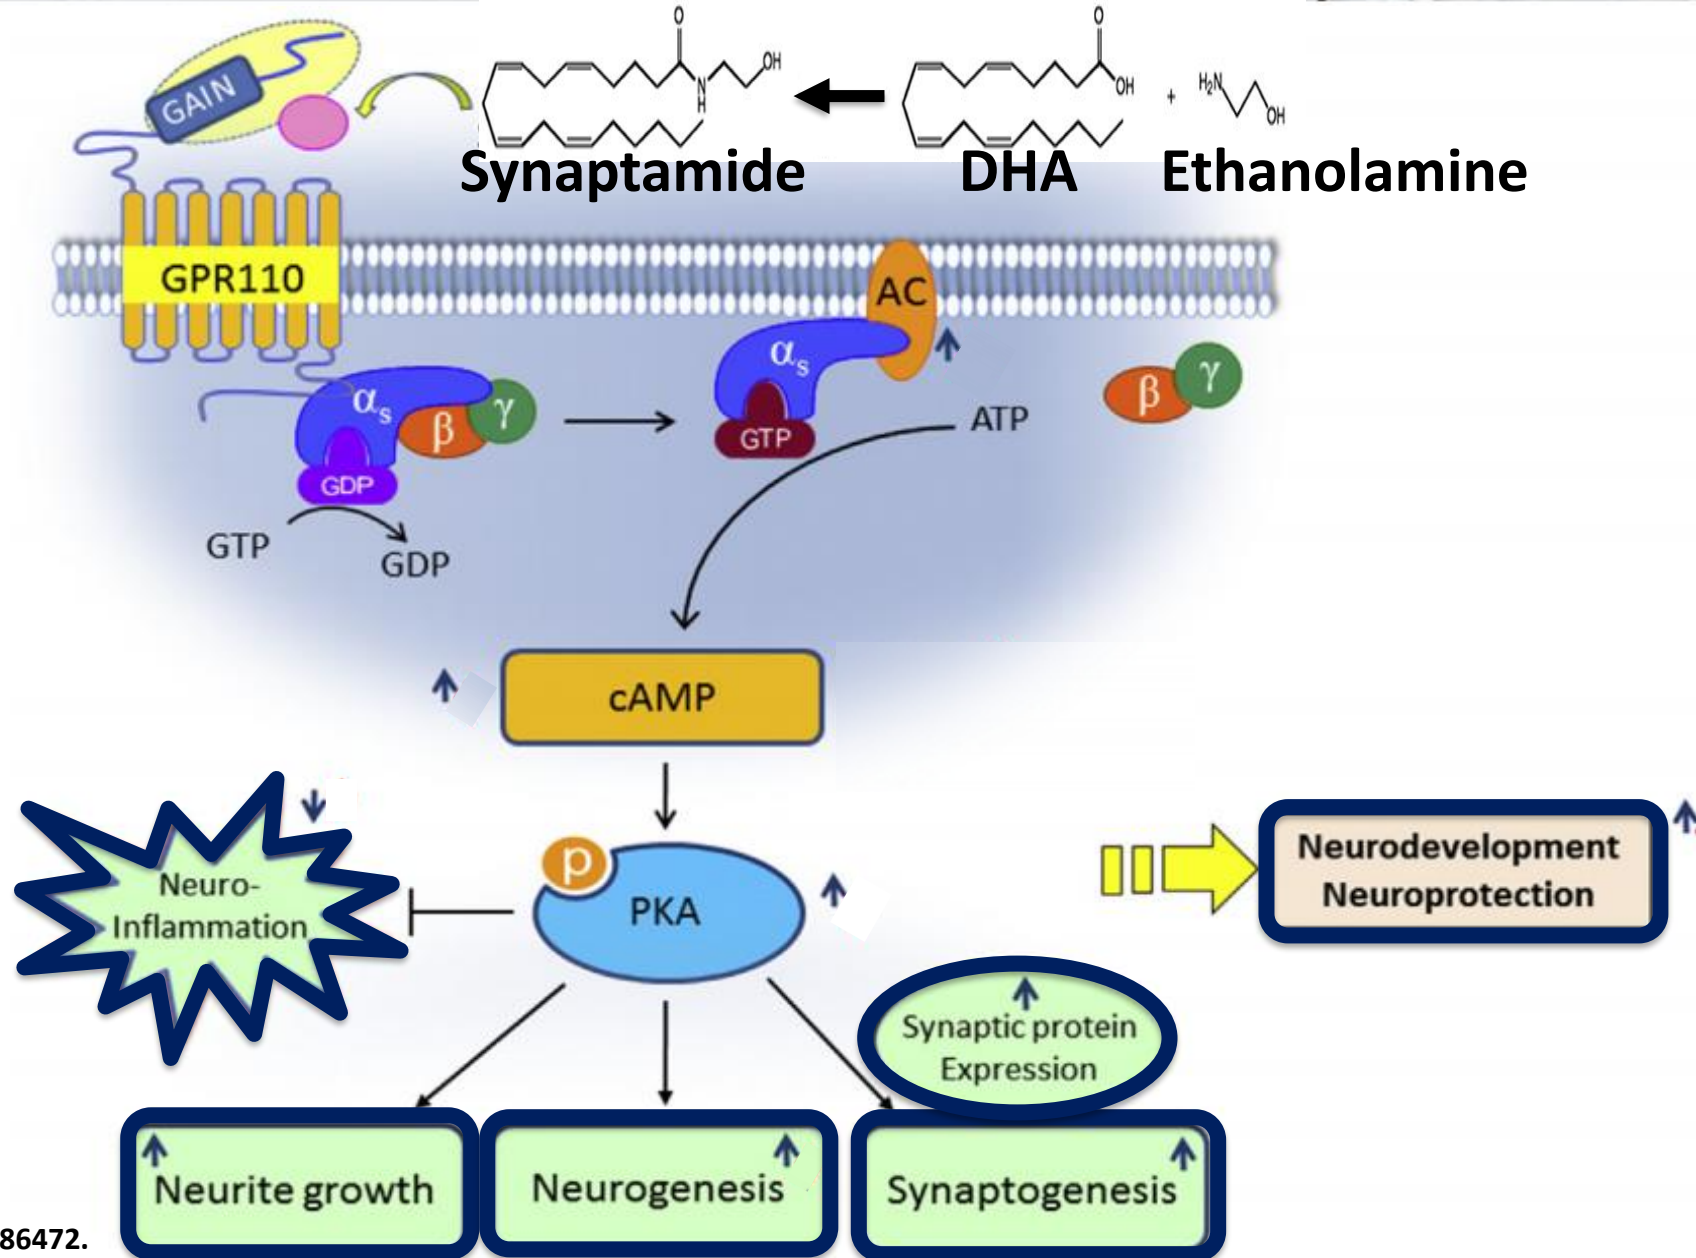 O
OH
N
H
O
OH
+
H₂N
OH
GAIN
Synaptamide
DHA
Ethanolamine
GPR110
AC
αs
β
γ
GDP
αs
GTP
ATP
β
γ
GTP
GDP
cAMP
Neuro-
Inflammation
p
PKA
Neurodevelopment
Neuroprotection
Synaptic protein
Expression
Neurite growth
Neurogenesis
Synaptogenesis
86472.